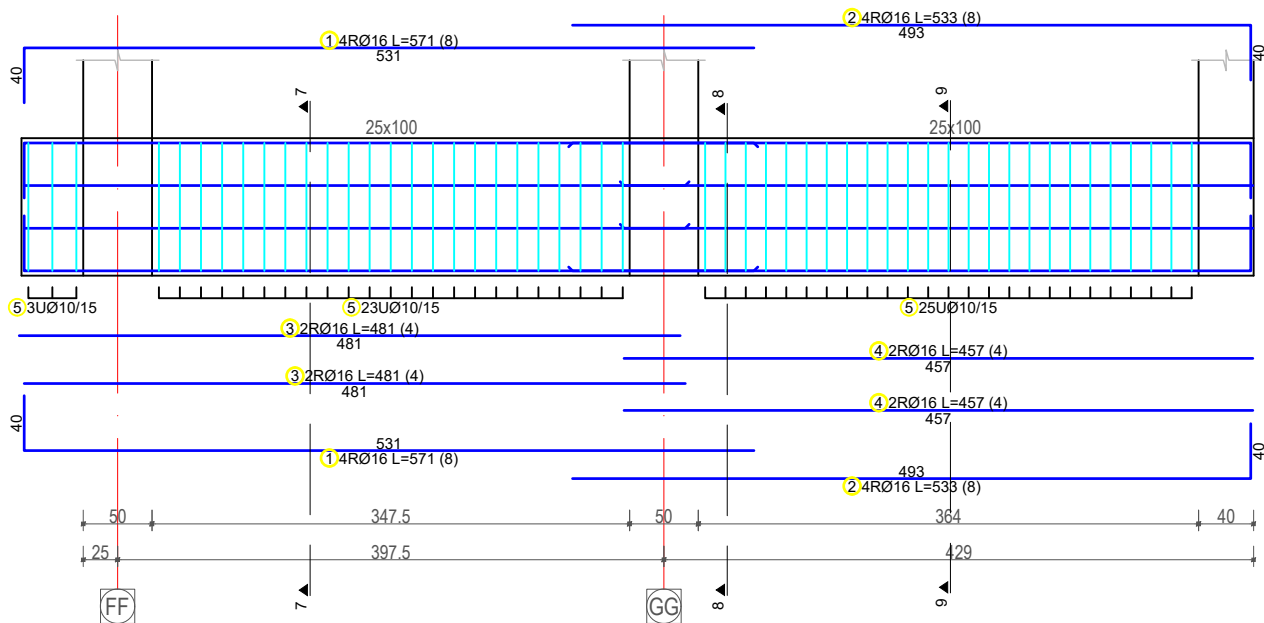 2 4RØ16 L=533 (8)
493
1 4RØ16 L=571 (8)
531
40
40
7
8
9
25x100
25x100
5 3UØ10/15
5 23UØ10/15
5 25UØ10/15
3 2RØ16 L=481 (4)
481
4 2RØ16 L=457 (4)
457
3 2RØ16 L=481 (4)
481
4 2RØ16 L=457 (4)
457
40
531
1 4RØ16 L=571 (8)
40
493
2 4RØ16 L=533 (8)
50 347.5 50 364 40
25 397.5 429
7
8
9
FF
GG